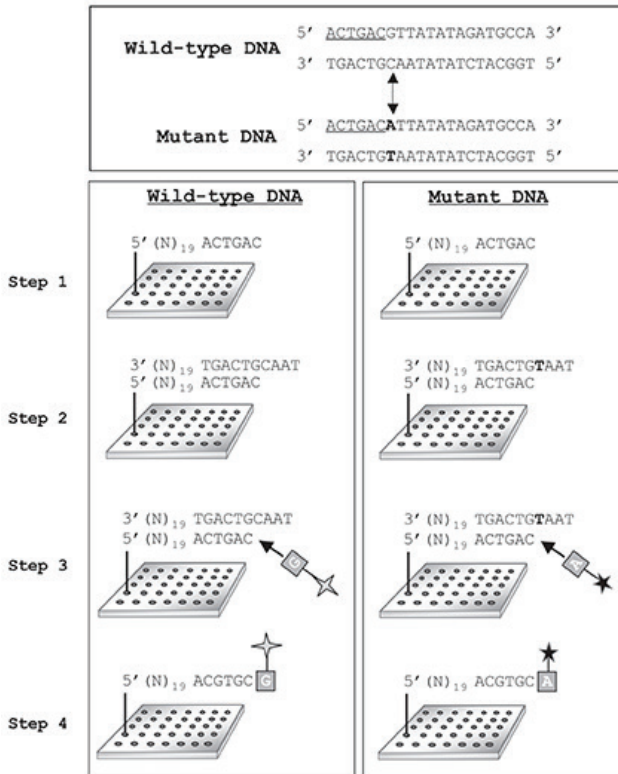 5' ACTGACGTTATATAGATGCCA 3'
Wild-type DNA
3' TGACTGCAATATATCTACGGT 5'
5' ACTGACATTATATAGATGCCA 3'
Mutant DNA
3' TGACTGTAATATATCTACGGT 5'
Wild-type DNA
Mutant DNA
Step 1
5' (N)19 ACTGAC
5' (N)19 ACTGAC
Step 2
3' (N)19 TGACTGCAAT
5' (N)19 ACTGAC
3' (N)19 TGACTGTAAT
5' (N)19 ACTGAC
Step 3
3' (N)19 TGACTGCAAT
5' (N)19 ACTGAC
G
3' (N)19 TGACTGTAAT
5' (N)19 ACTGAC
A
Step 4
5' (N)19 ACGTGC G
5' (N)19 ACGTGC A